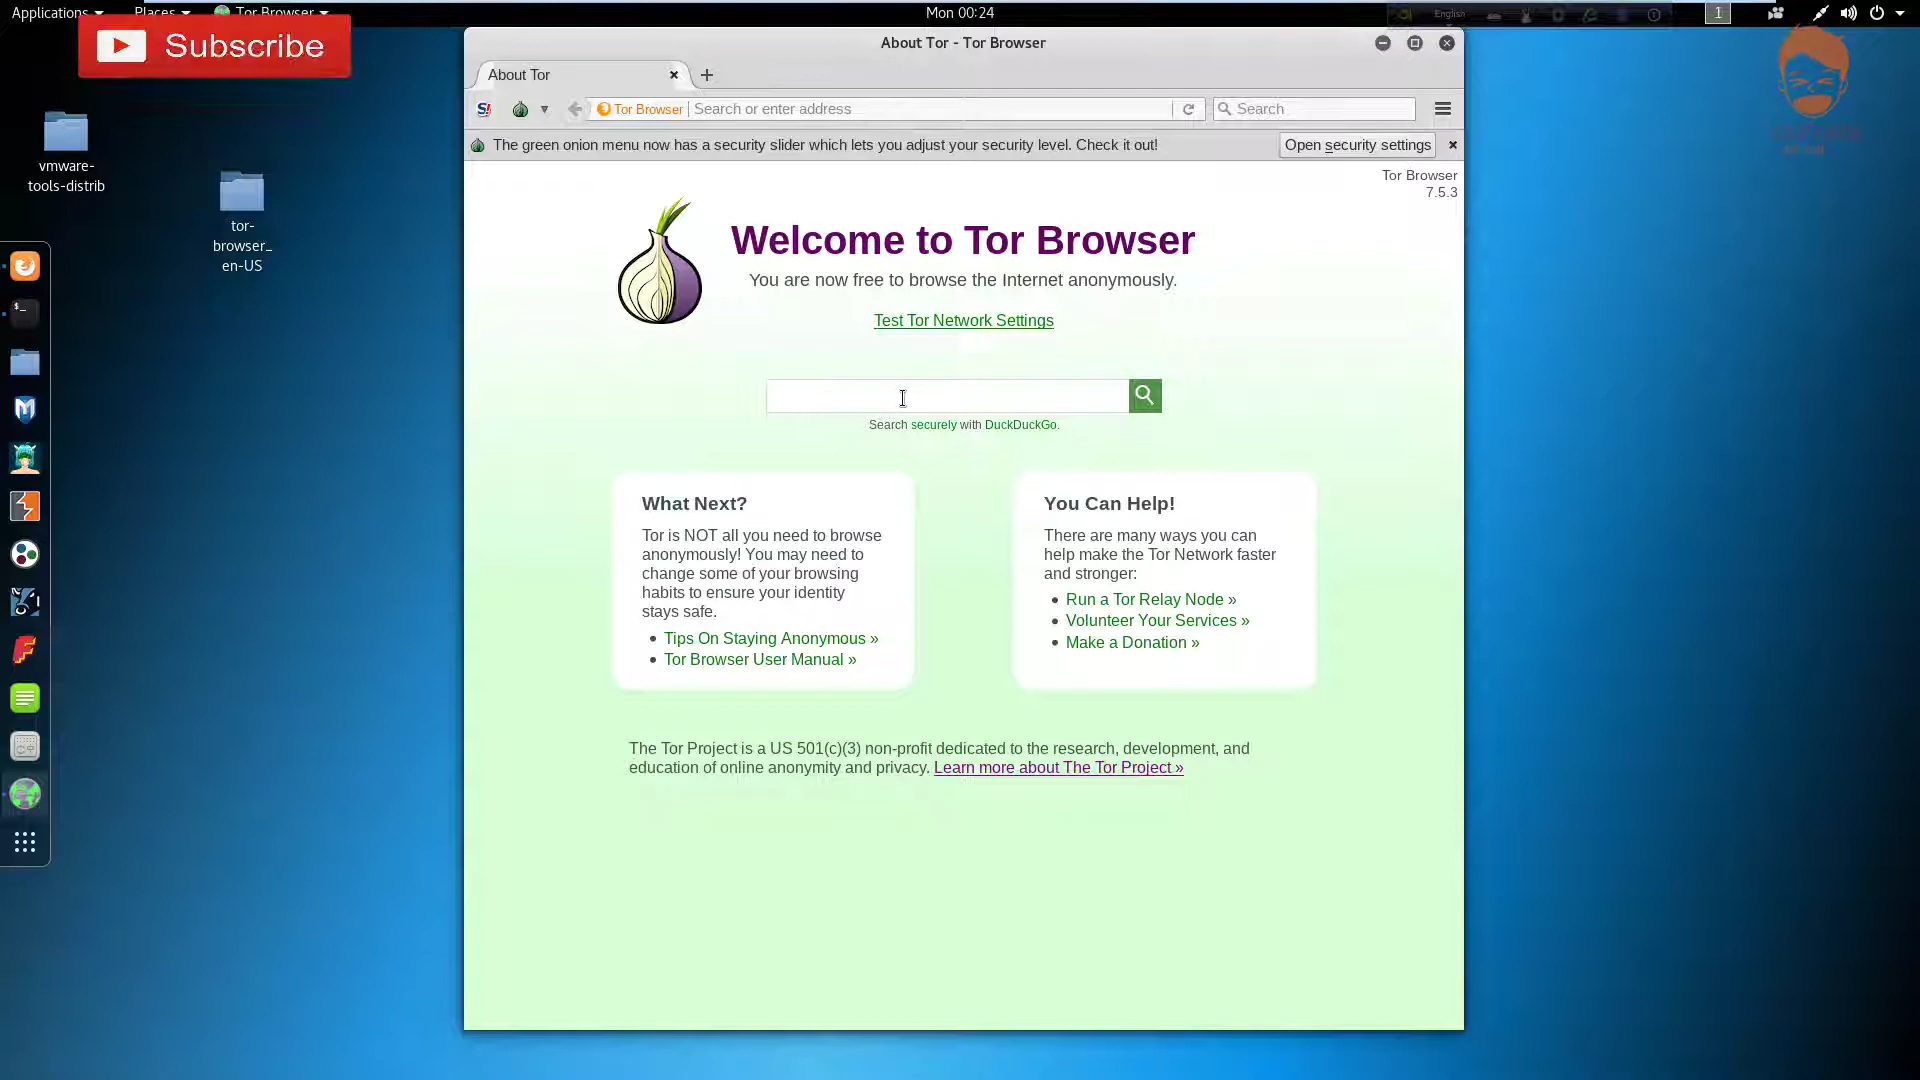 Applications
Places
Tor Browser
Mon 00:24
English
1
Subscribe
vmware-
tools-distrib
tor-
browser_
en-US
About Tor - Tor Browser
About Tor
S!
Tor Browser
Search or enter address
Search
The green onion menu now has a security slider which lets you adjust your security level. Check it out!
Open security settings
Tor Browser
7.5.3
Welcome to Tor Browser
You are now free to browse the Internet anonymously.
Test Tor Network Settings
Search securely with DuckDuckGo.
What Next?
Tor is NOT all you need to browse
anonymously! You may need to
change some of your browsing
habits to ensure your identity
stays safe.
Tips On Staying Anonymous »
Tor Browser User Manual »
You Can Help!
There are many ways you can
help make the Tor Network faster
and stronger:
Run a Tor Relay Node »
Volunteer Your Services »
Make a Donation »
The Tor Project is a US 501(c)(3) non-profit dedicated to the research, development, and
education of online anonymity and privacy. Learn more about The Tor Project »